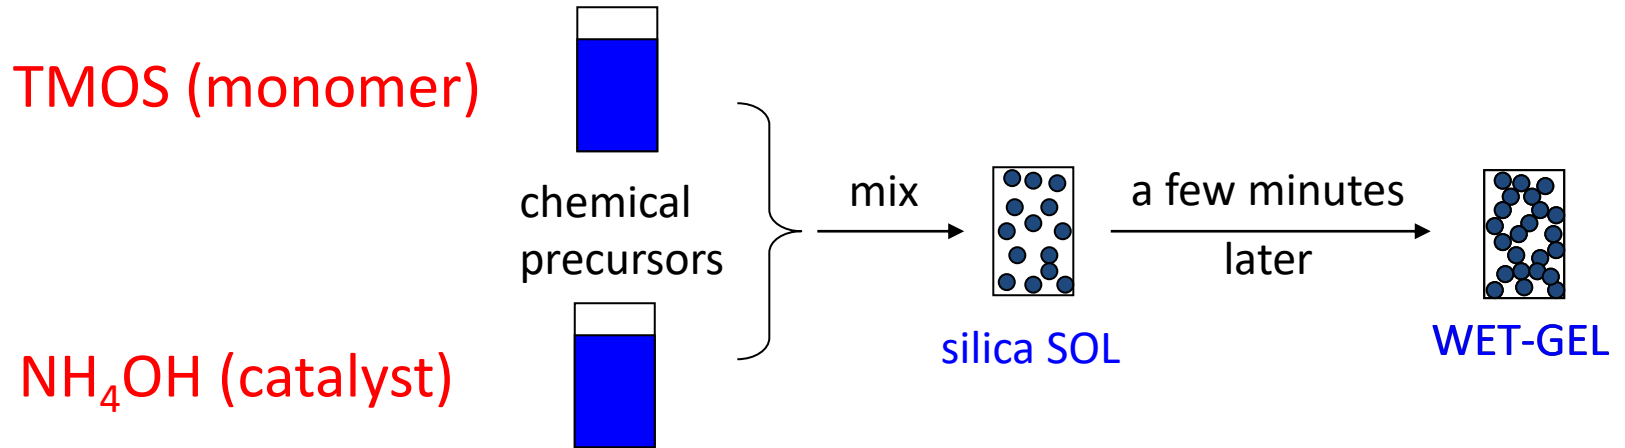 TMOS (monomer)
chemical
precursors
NH₄OH (catalyst)
mix
silica SOL
a few minutes
later
WET-GEL